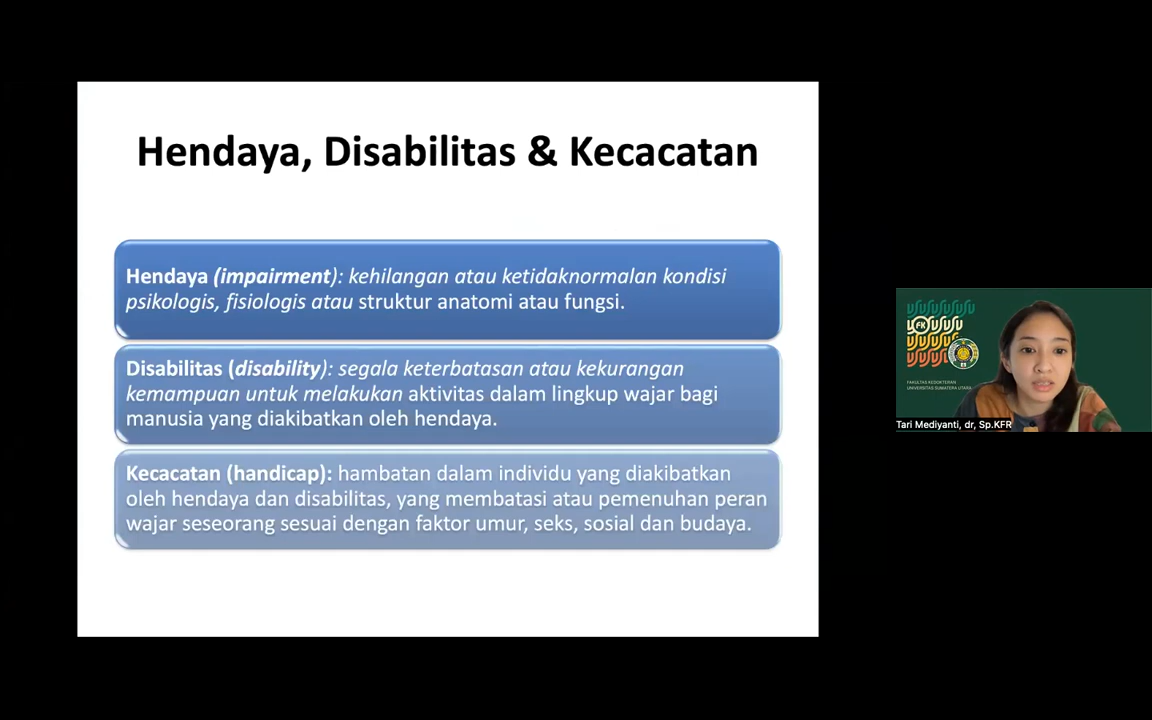 Hendaya, Disabilitas & Kecacatan
Hendaya (impairment): kehilangan atau ketidaknormalan kondisi
psikologis, fisiologis atau struktur anatomi atau fungsi.
Disabilitas (disability): segala keterbatasan atau kekurangan
kemampuan untuk melakukan aktivitas dalam lingkup wajar bagi
manusia yang diakibatkan oleh hendaya.
Kecacatan (handicap): hambatan dalam individu yang diakibatkan
oleh hendaya dan disabilitas, yang membatasi atau pemenuhan peran
wajar seseorang sesuai dengan faktor umur, seks, sosial dan budaya.
FK
FAKULTAS KEDOKTERAN
UNIVERSITAS SUMATERA UTARA
Tari Mediyanti, dr, Sp.KFR